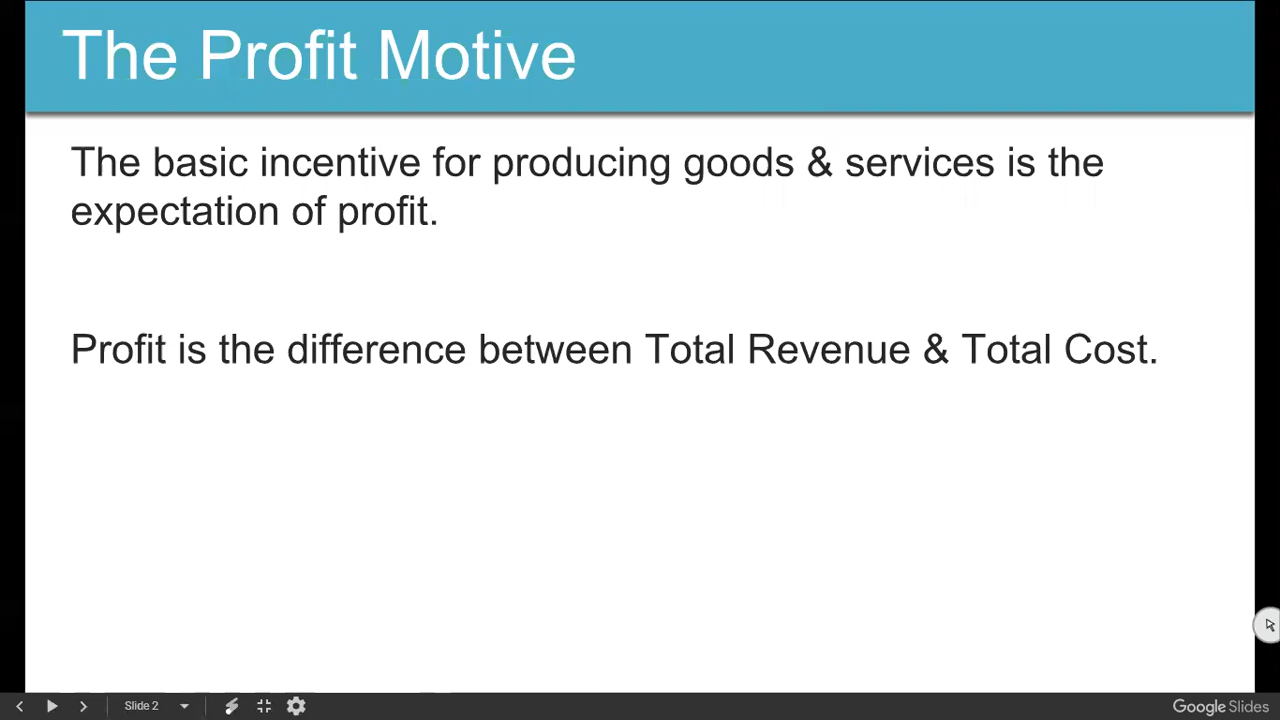 The Profit Motive
The basic incentive for producing goods & services is the
expectation of profit.
Profit is the difference between Total Revenue & Total Cost.
Slide 2
Google Slides